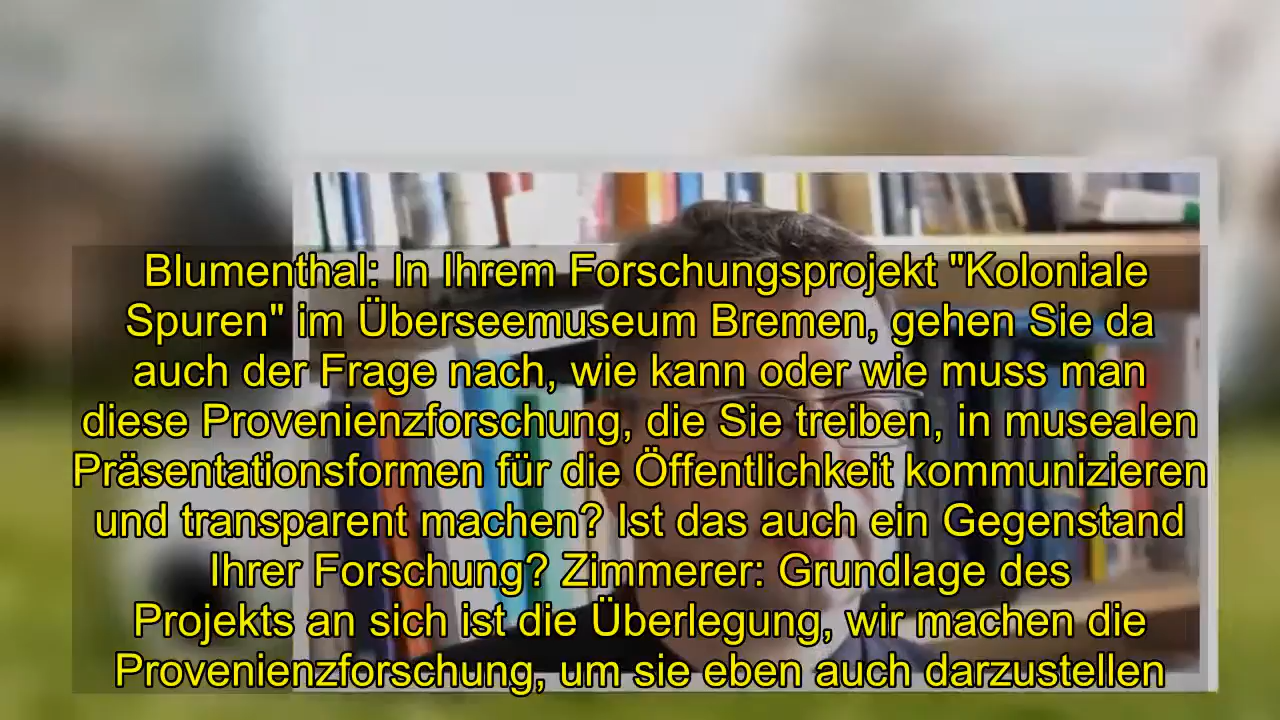 Blumenthal: In Ihrem Forschungsprojekt "Koloniale
Spuren" im Überseemuseum Bremen, gehen Sie da
auch der Frage nach, wie kann oder wie muss man
diese Provenienzforschung, die Sie treiben, in musealen
Präsentationsformen für die Öffentlichkeit kommunizieren
und transparent machen? Ist das auch ein Gegenstand
Ihrer Forschung? Zimmerer: Grundlage des
Projekts an sich ist die Überlegung, wir machen die
Provenienzforschung, um sie eben auch darzustellen